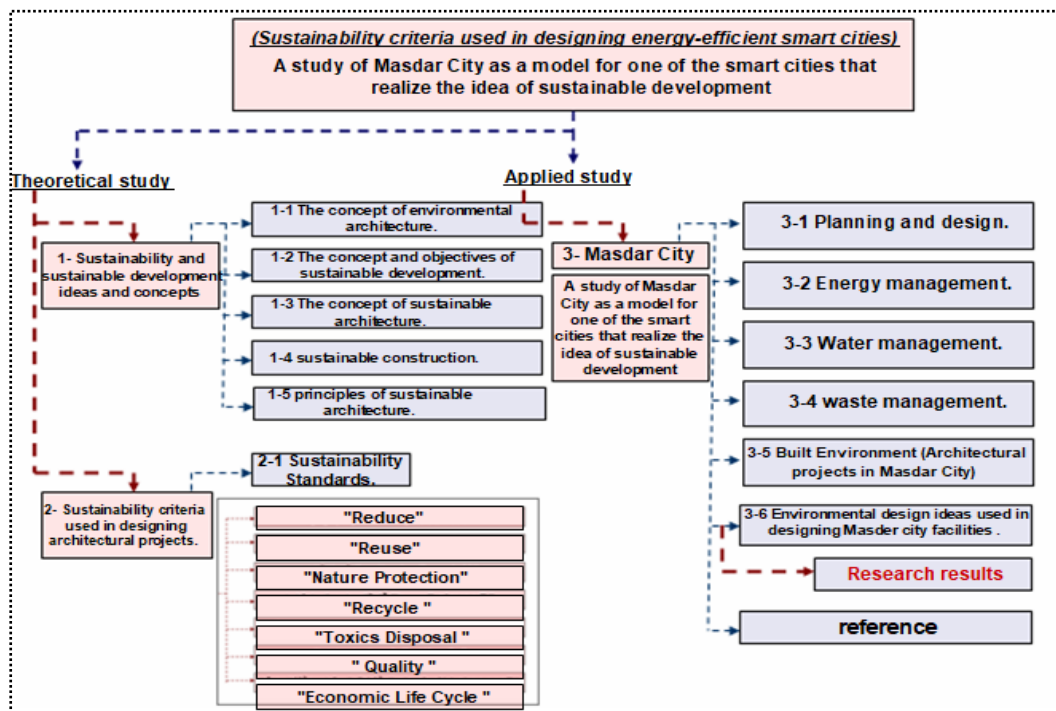 (Sustainability criteria used in designing energy-efficient smart cities)
A study of Masdar City as a model for one of the smart cities that
realize the idea of sustainable development
Theoretical study
1- Sustainability and
sustainable development
ideas and concepts
1-1 The concept of environmental
architecture.
1-2 The concept and objectives of
sustainable development.
1-3 The concept of sustainable
architecture.
1-4 sustainable construction.
1-5 principles of sustainable
architecture.
2- Sustainability criteria
used in designing
architectural projects.
2-1 Sustainability
Standards.
"Reduce"
"Reuse"
"Nature Protection"
"Recycle "
"Toxics Disposal "
" Quality "
"Economic Life Cycle "
Applied study
3- Masdar City
A study of Masdar
City as a model for
one of the smart
cities that realize the
idea of sustainable
development
3-1 Planning and design.
3-2 Energy management.
3-3 Water management.
3-4 waste management.
3-5 Built Environment (Architectural
projects in Masdar City)
3-6 Environmental design ideas used in
designing Masder city facilities .
Research results
reference